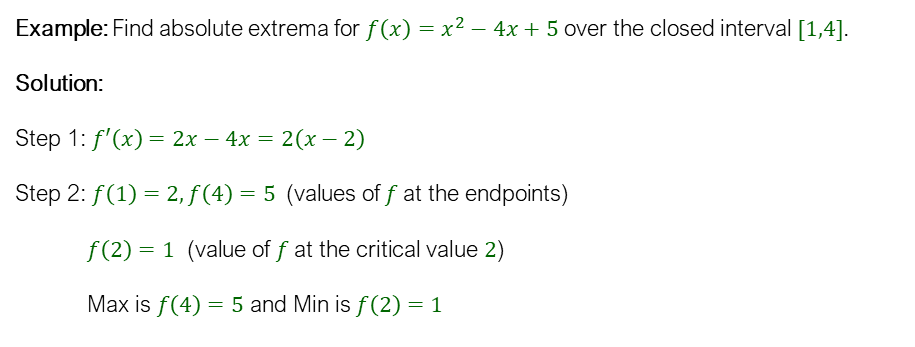 Example: Find absolute extrema for f(x) = x² − 4x + 5 over the closed interval [1,4].
Solution:
Step 1: f′(x) = 2x − 4x = 2(x − 2)
Step 2: f(1) = 2, f(4) = 5 (values of f at the endpoints)
f(2) = 1 (value of f at the critical value 2)
Max is f(4) = 5 and Min is f(2) = 1